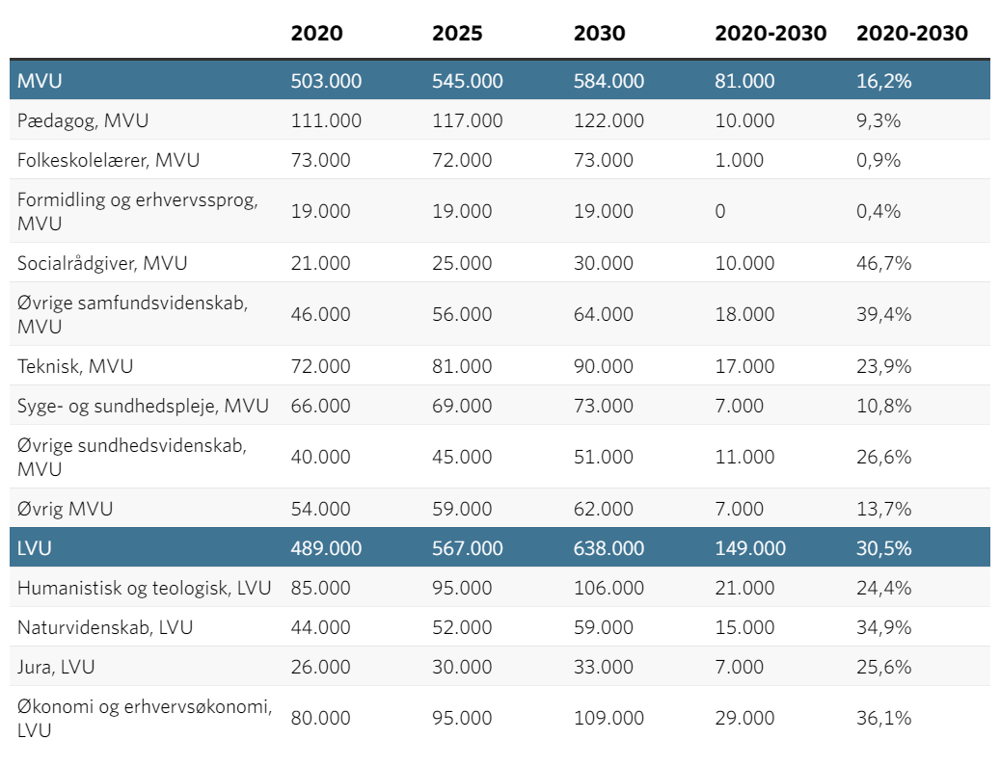 2020 2025 2030 2020-2030 2020-2030
MVU 503.000 545.000 584.000 81.000 16,2%
Pædagog, MVU 111.000 117.000 122.000 10.000 9,3%
Folkeskolelærer, MVU 73.000 72.000 73.000 1.000 0,9%
Formidling og erhvervssprog,
MVU 19.000 19.000 19.000 0 0,4%
Socialrådgiver, MVU 21.000 25.000 30.000 10.000 46,7%
Øvrige samfundsvidenskab,
MVU 46.000 56.000 64.000 18.000 39,4%
Teknisk, MVU 72.000 81.000 90.000 17.000 23,9%
Syge- og sundhedspleje, MVU 66.000 69.000 73.000 7.000 10,8%
Øvrige sundhedsvidenskab,
MVU 40.000 45.000 51.000 11.000 26,6%
Øvrig MVU 54.000 59.000 62.000 7.000 13,7%
LVU 489.000 567.000 638.000 149.000 30,5%
Humanistisk og teologisk, LVU 85.000 95.000 106.000 21.000 24,4%
Naturvidenskab, LVU 44.000 52.000 59.000 15.000 34,9%
Jura, LVU 26.000 30.000 33.000 7.000 25,6%
Økonomi og erhvervsøkonomi,
LVU 80.000 95.000 109.000 29.000 36,1%